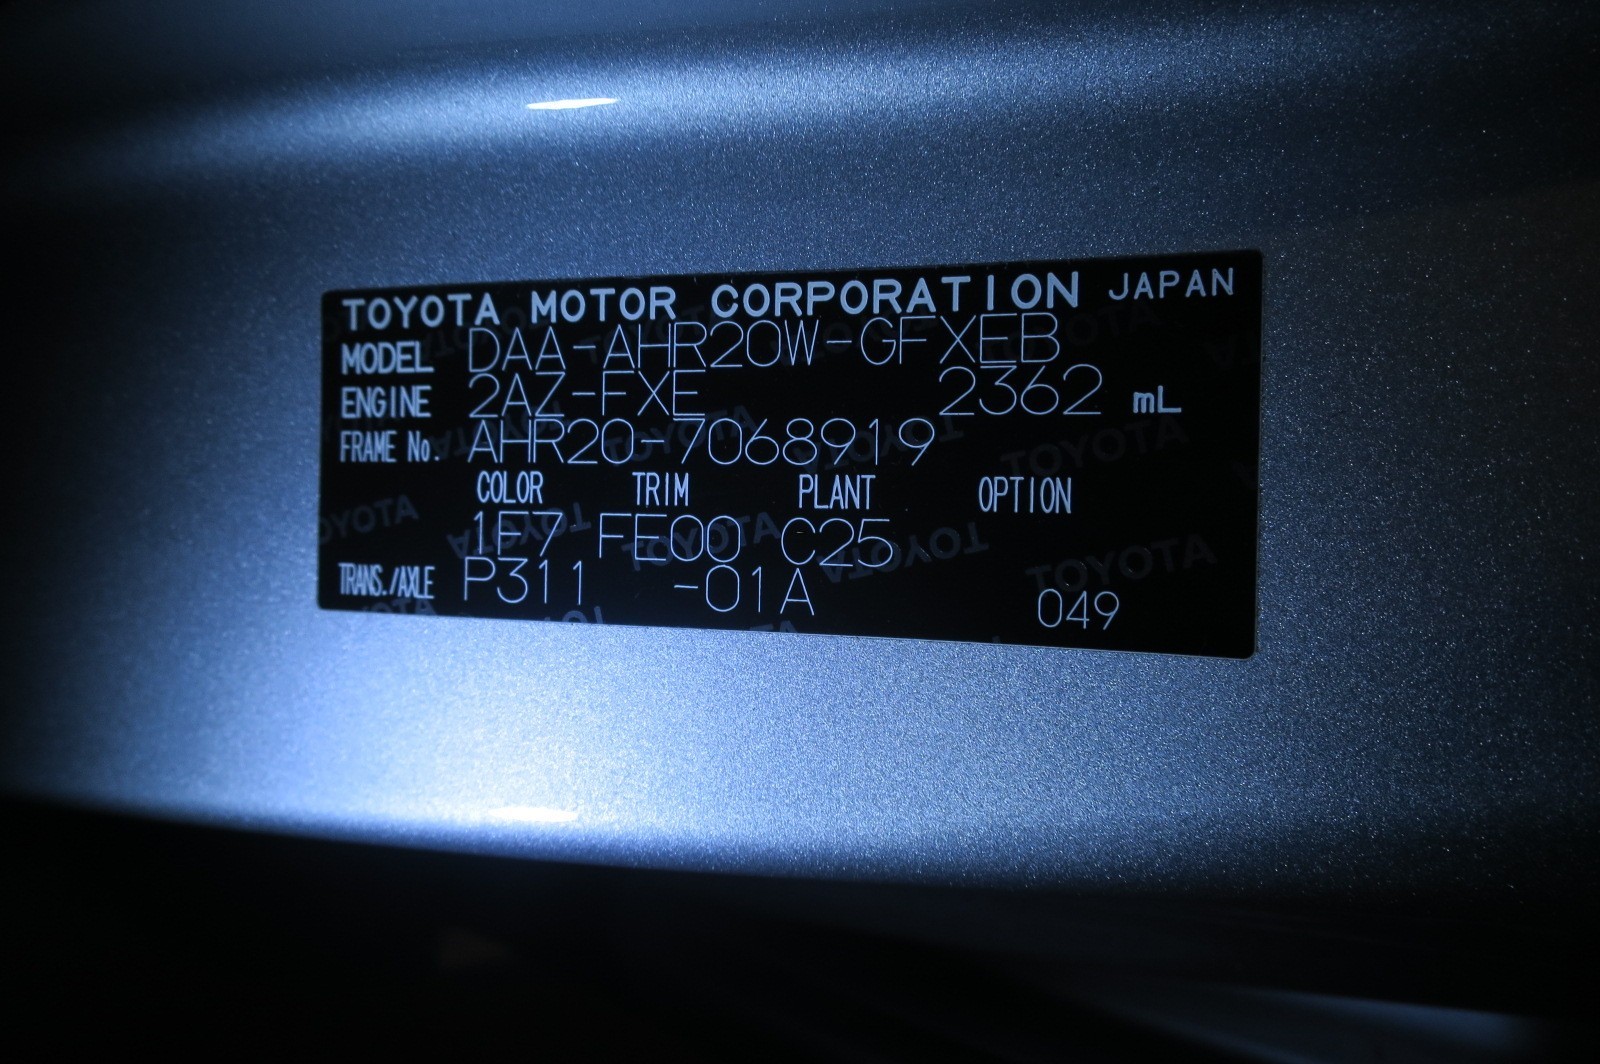 TOYOTA MOTOR CORPORATION JAPAN
MODEL DAA-AHR20W-GFXEB
ENGINE 2AZ-FXE 2362 mL
FRAME No. AHR20-7068919
COLOR TRIM PLANT OPTION
1F7 FE00 C25
TRANS./AXLE P311 -01A
049